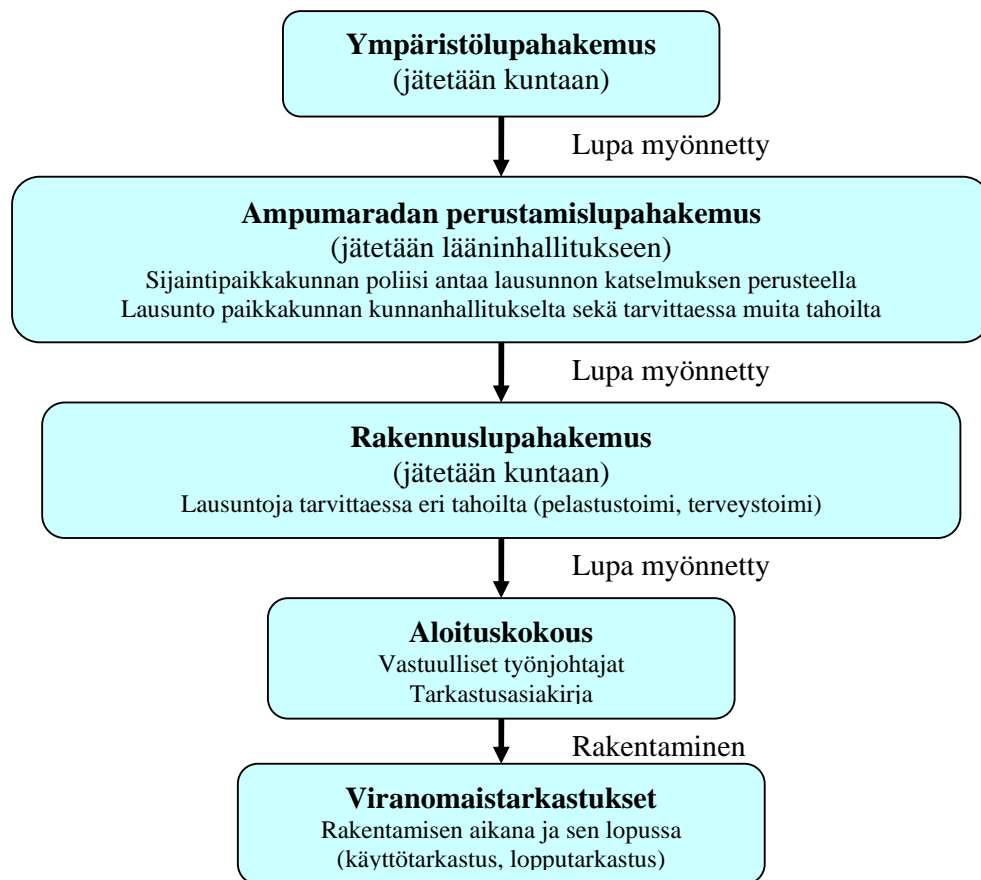 Ympäristölupahakemus
(jätetään kuntaan)
Lupa myönnetty
Ampumaradan perustamislupahakemus
(jätetään lääninhallitukseen)
Sijaintipaikkakunnan poliisi antaa lausunnon katselmuksen perusteella
Lausunto paikkakunnan kunnanhallitukselta sekä tarvittaessa muita tahoilta
Lupa myönnetty
Rakennuslupahakemus
(jätetään kuntaan)
Lausuntoja tarvittaessa eri tahoilta (pelastustoimi, terveystoimi)
Lupa myönnetty
Aloituskokous
Vastuulliset työnjohtajat
Tarkastusasiakirja
Rakentaminen
Viranomaistarkastukset
Rakentamisen aikana ja sen lopussa
(käyttötarkastus, lopputarkastus)